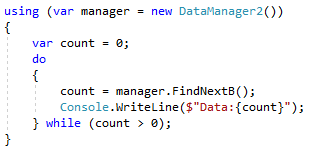 using (var manager = new DataManager2())
{
    var count = 0;
    do
    {
        count = manager.FindNextB();
        Console.WriteLine($"Data:{count}");
    } while (count > 0);
}